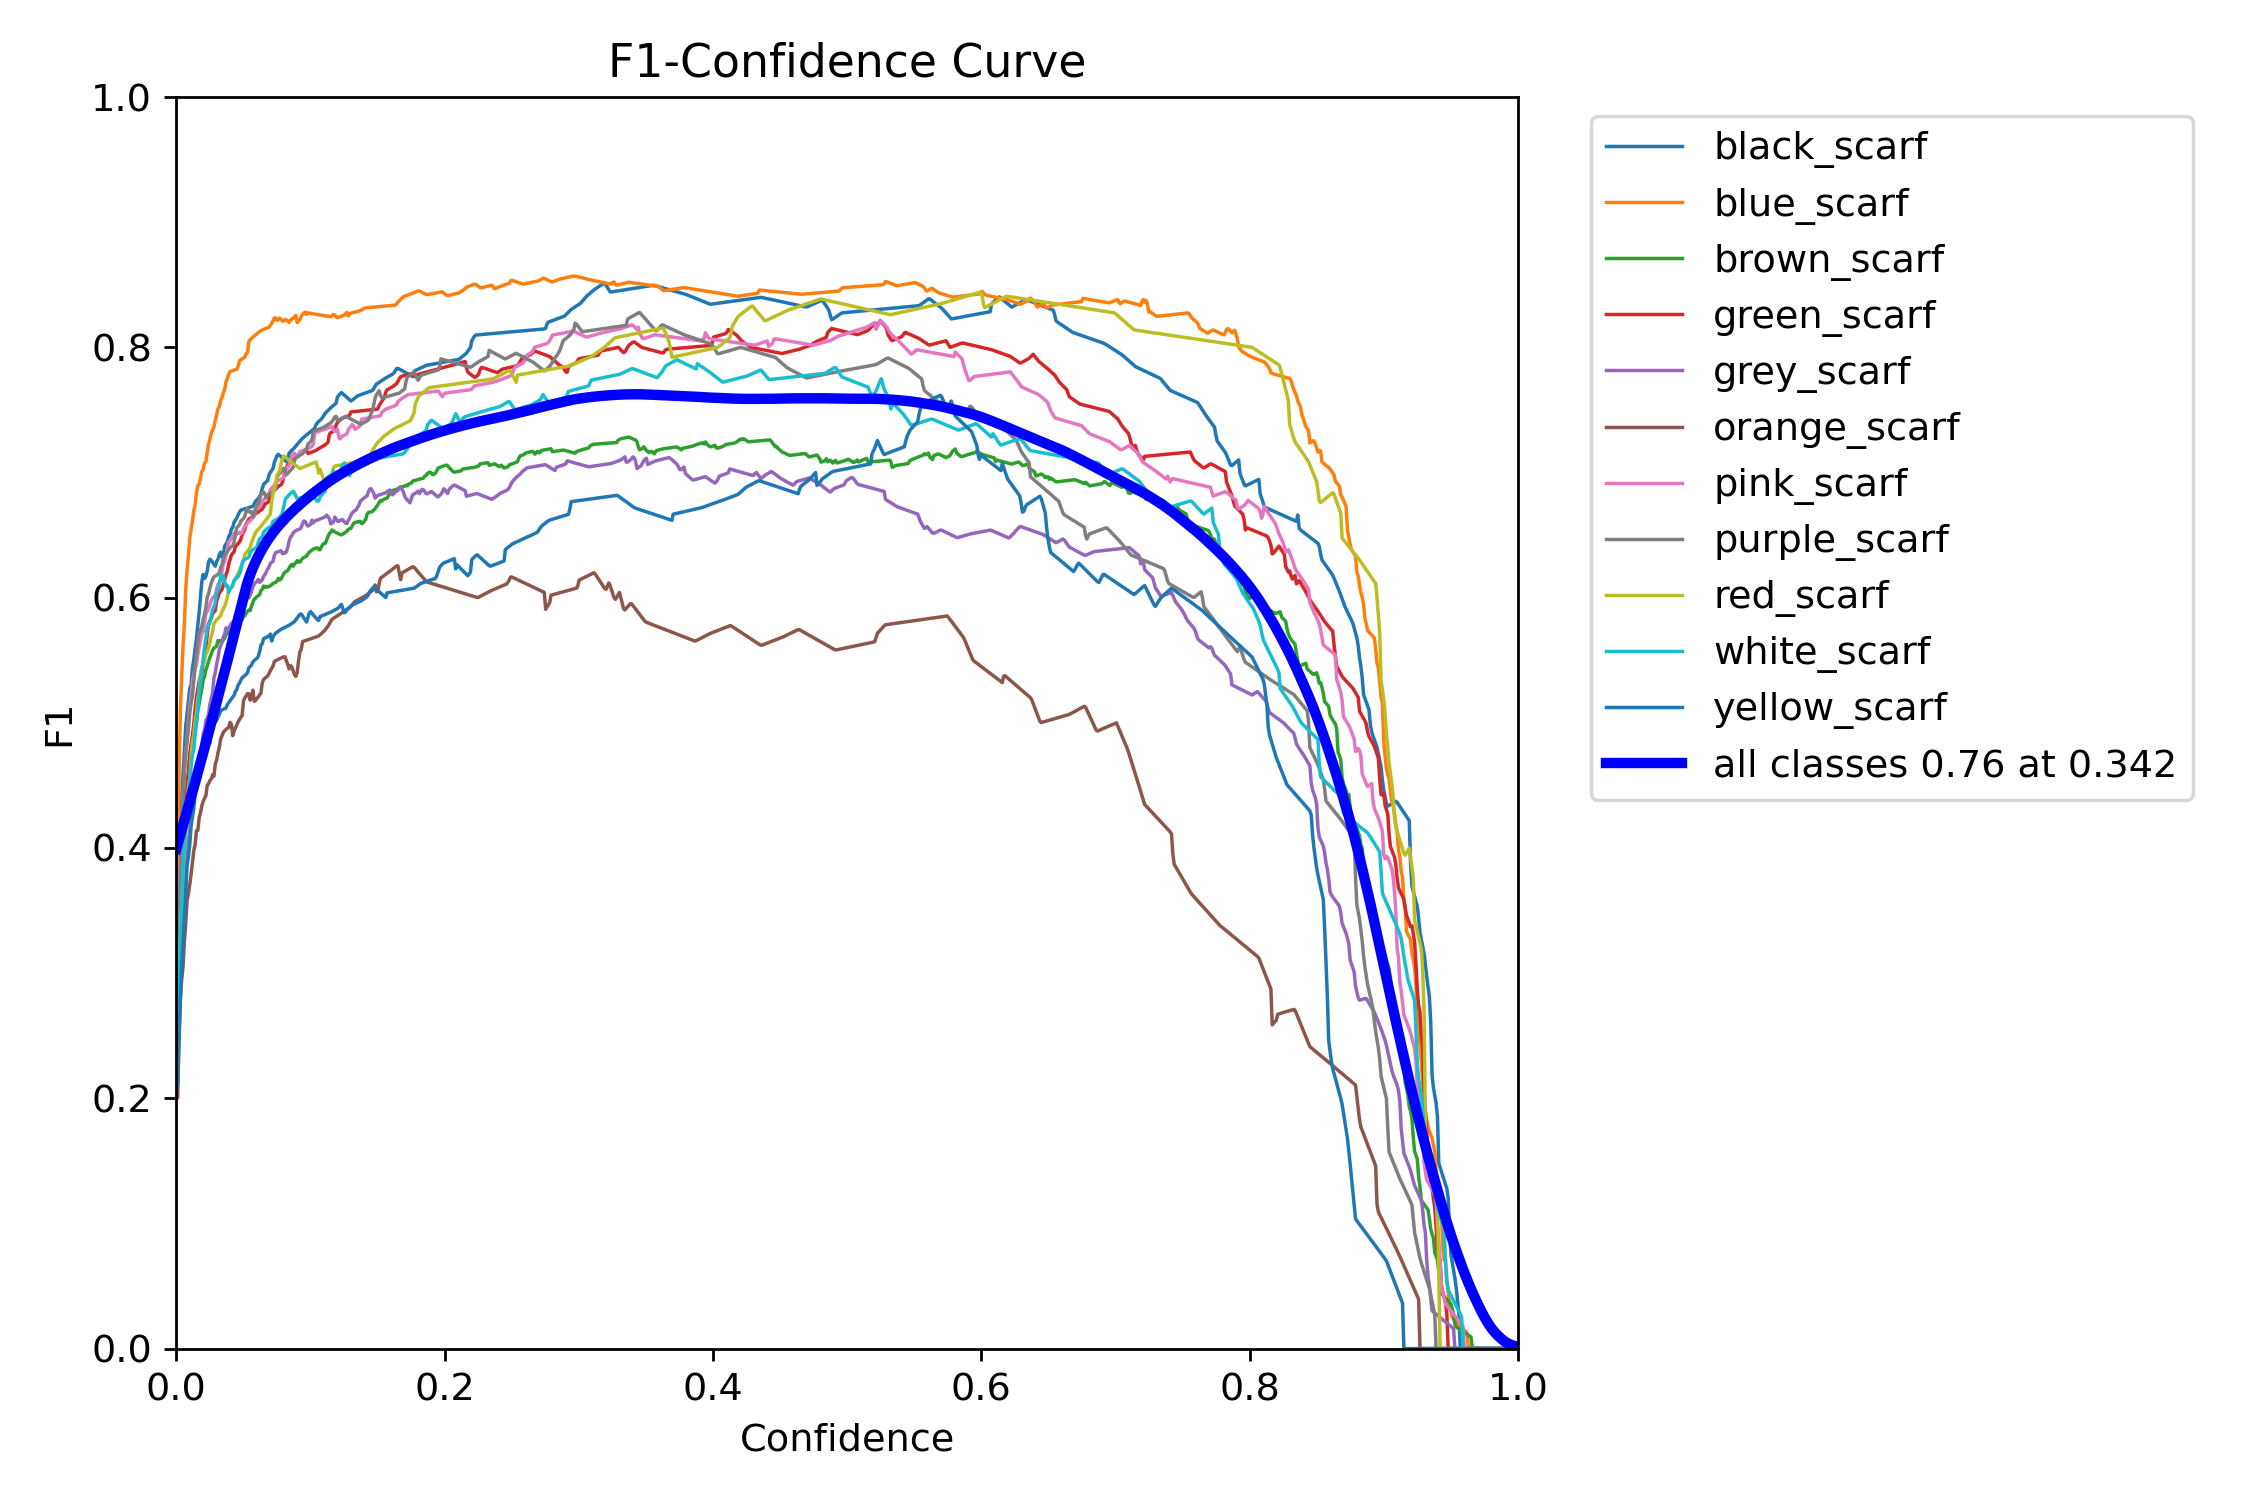 F1-Confidence Curve
1.0
0.8
0.6
0.4
0.2
0.0
F1
0.0 0.2 0.4 0.6 0.8 1.0
Confidence
black_scarf
blue_scarf
brown_scarf
green_scarf
grey_scarf
orange_scarf
pink_scarf
purple_scarf
red_scarf
white_scarf
yellow_scarf
all classes 0.76 at 0.342